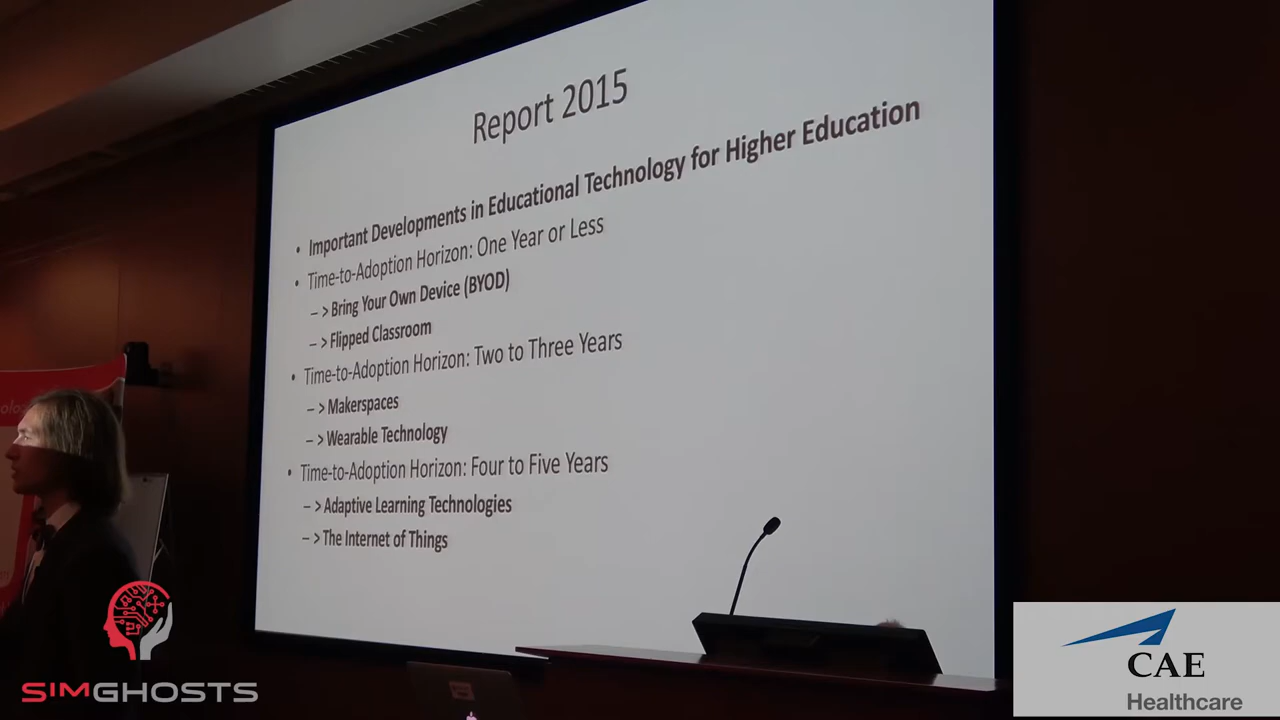 Report 2015
• Important Developments in Educational Technology for Higher Education
• Time-to-Adoption Horizon: One Year or Less
– > Bring Your Own Device (BYOD)
– > Flipped Classroom
• Time-to-Adoption Horizon: Two to Three Years
– > Makerspaces
– > Wearable Technology
• Time-to-Adoption Horizon: Four to Five Years
– > Adaptive Learning Technologies
– > The Internet of Things
SIMGHOSTS
CAE
Healthcare